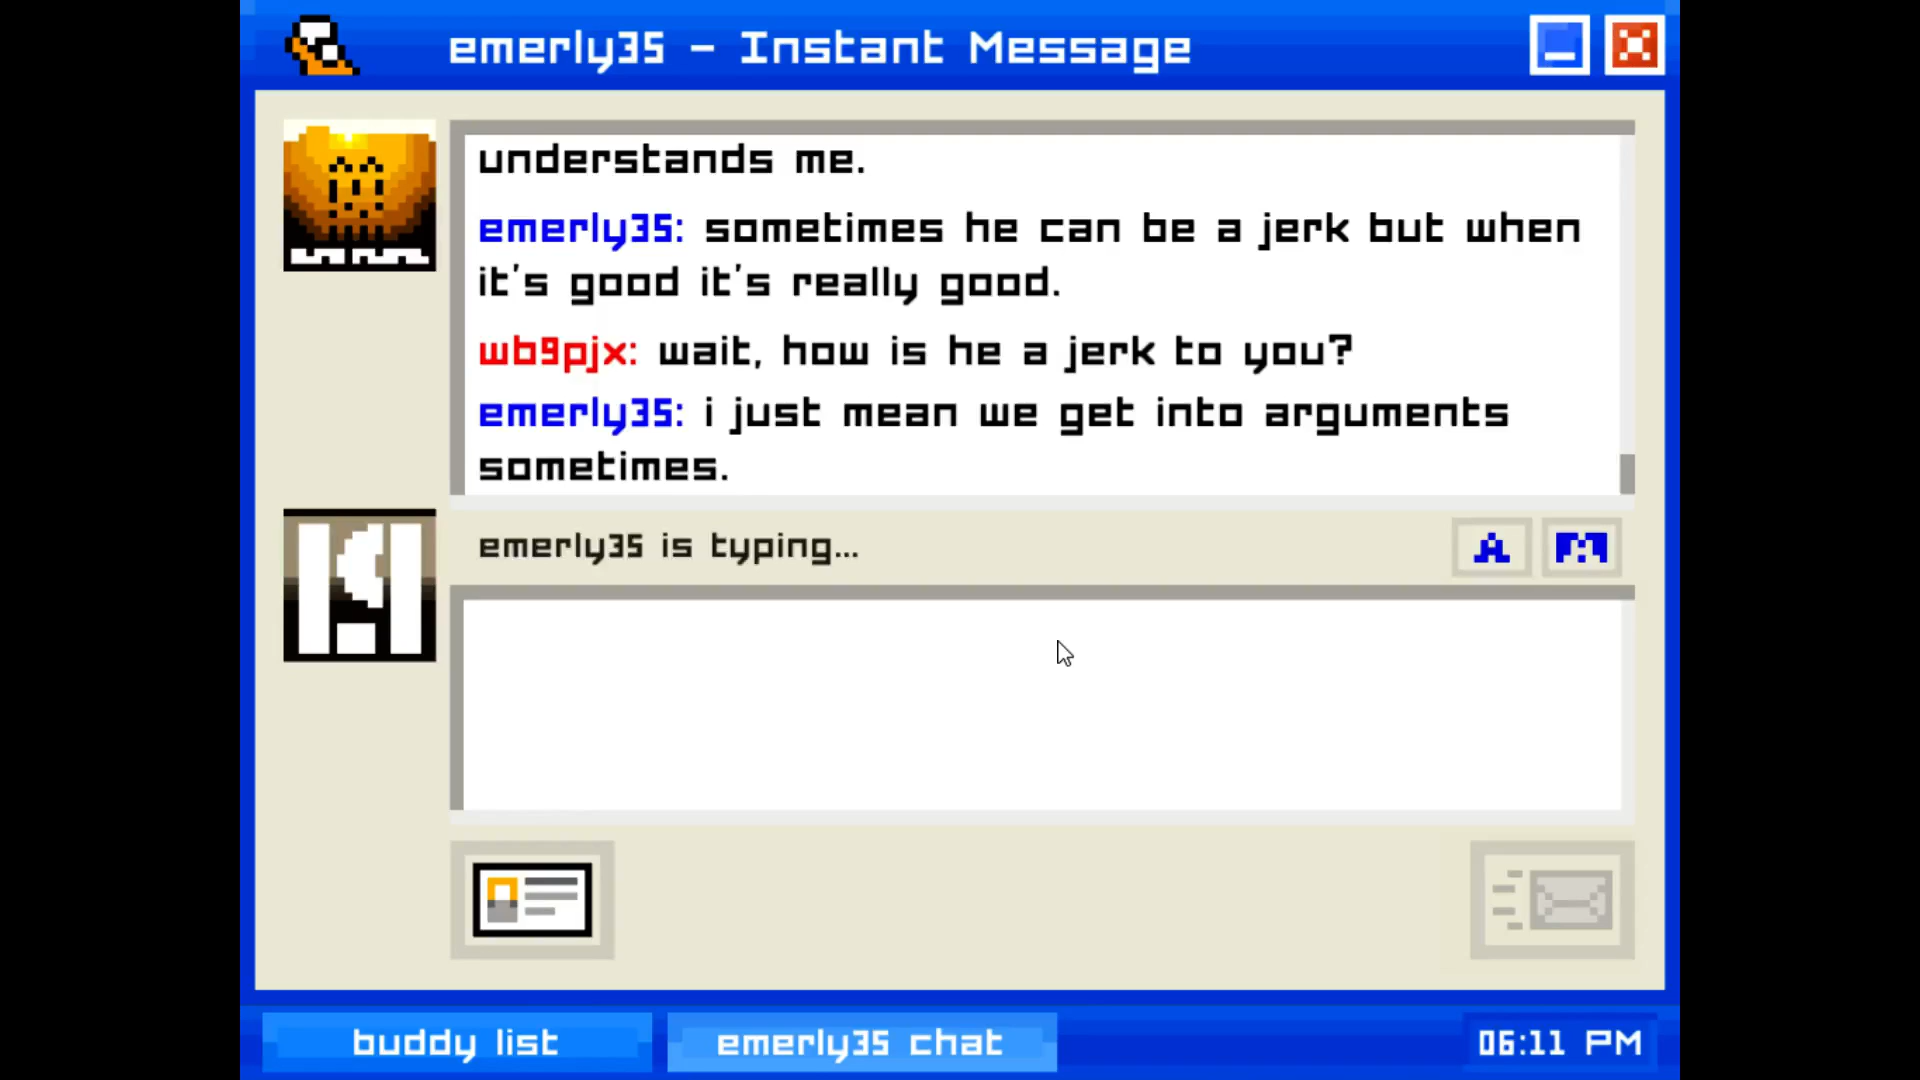 emerly35 - Instant Message
understands me.
emerly35: sometimes he can be a jerk but when
it's good it's really good.
wb9pjx: wait, how is he a jerk to you?
emerly35: i just mean we get into arguments
sometimes.
emerly35 is typing...
A
buddy list
emerly35 chat
06:11 PM